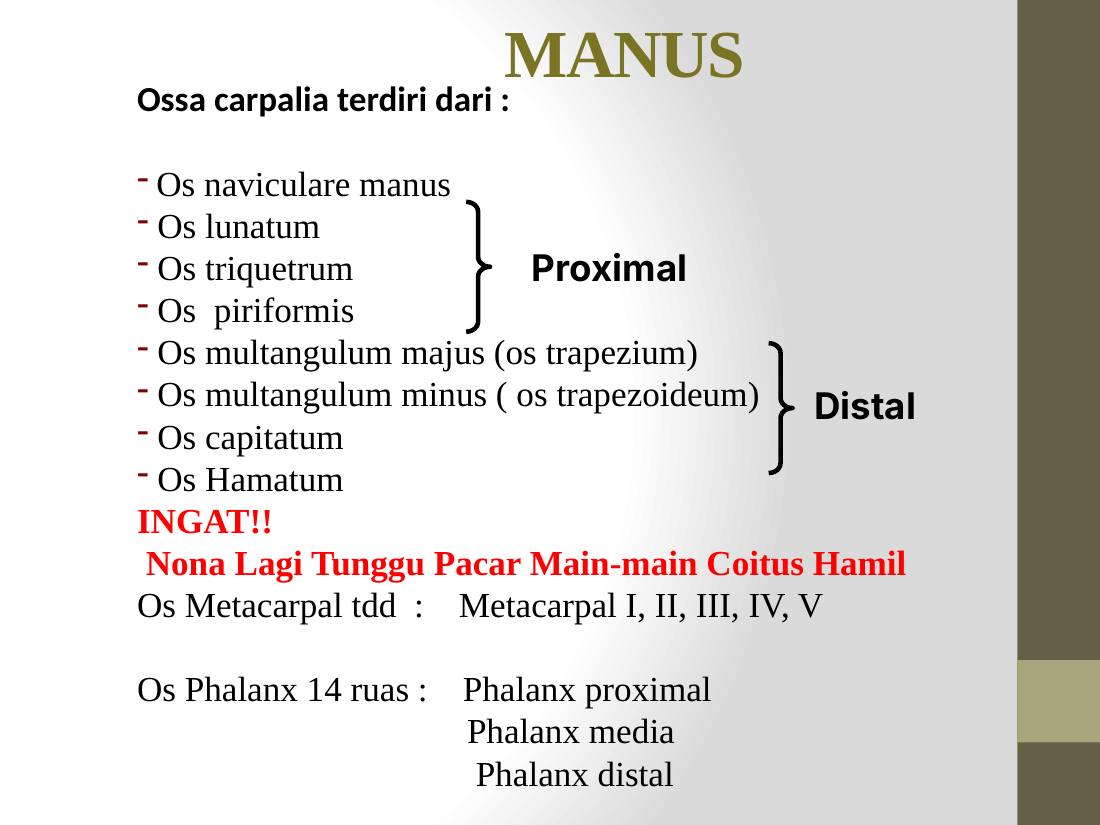 MANUS
Ossa carpalia terdiri dari :
- Os naviculare manus
- Os lunatum
- Os triquetrum
- Os  piriformis
Proximal
- Os multangulum majus (os trapezium)
- Os multangulum minus ( os trapezoideum)
- Os capitatum
- Os Hamatum
Distal
INGAT!!
Nona Lagi Tunggu Pacar Main-main Coitus Hamil
Os Metacarpal tdd  :    Metacarpal I, II, III, IV, V
Os Phalanx 14 ruas :    Phalanx proximal
Phalanx media
Phalanx distal